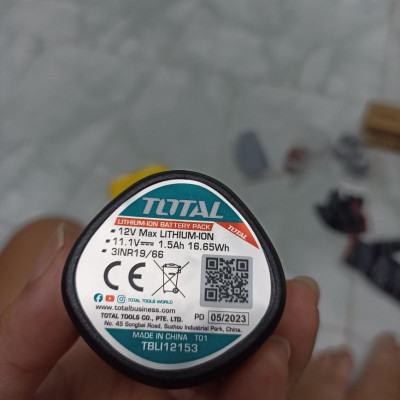 TOTAL
LITHIUM-ION BATTERY PACK
TOTAL
12V Max LITHIUM-ION
11.1V⎓ 1.5Ah 16.65Wh
3INR19/66
CE
TOTAL TOOLS WORLD
www.totalbusiness.com
TOTAL TOOLS CO., PTE. LTD.
PD 05/2023
No. 45 Songbei Road, Suzhou Industrial Park, China.
MADE IN CHINA T01
TBLI12153